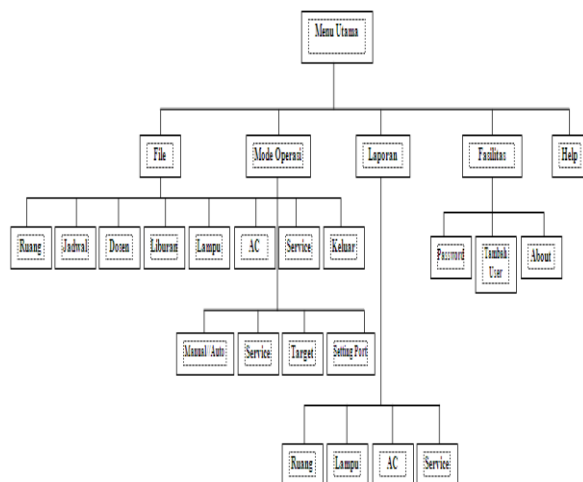 Menu Utama
File
Mode Operasi
Laporan
Fasilitas
Help
Ruang
Jadwal
Dosen
Liburan
Lampu
AC
Service
Keluar
Password
Tambah
User
About
Manual/Auto
Service
Target
Setting Port
Ruang
Lampu
AC
Service